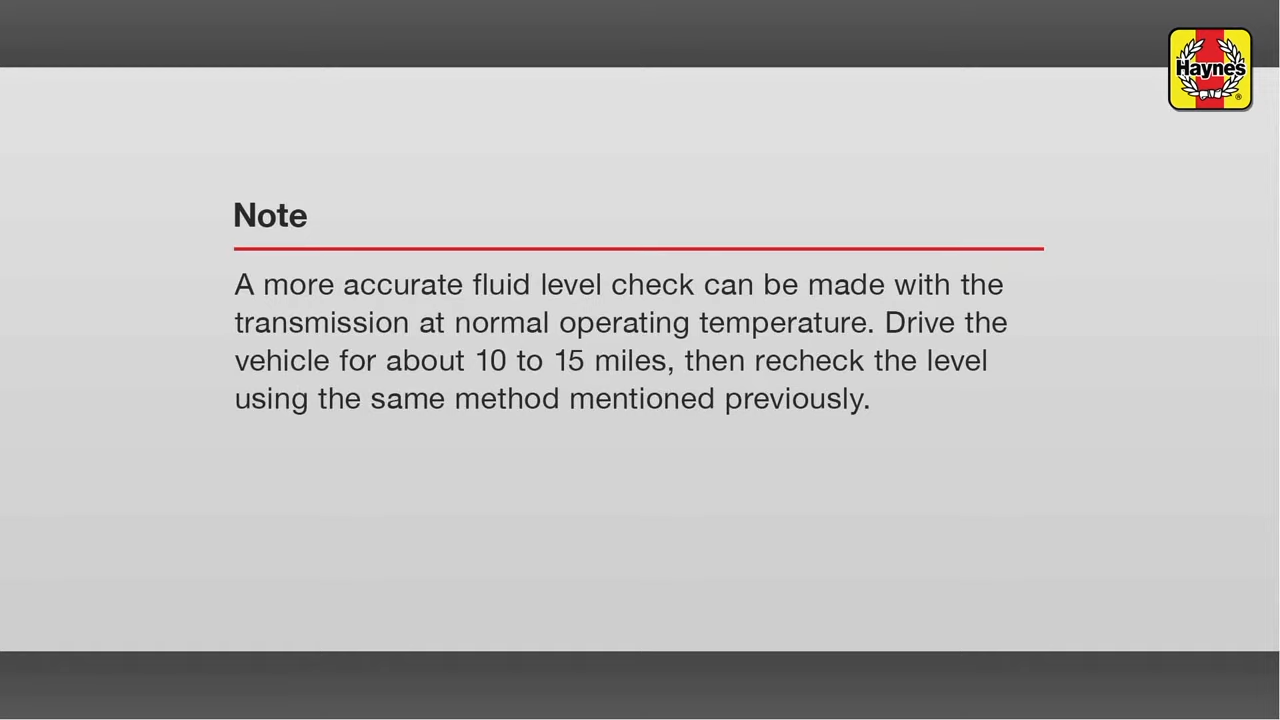 Haynes
Note
A more accurate fluid level check can be made with the
transmission at normal operating temperature. Drive the
vehicle for about 10 to 15 miles, then recheck the level
using the same method mentioned previously.